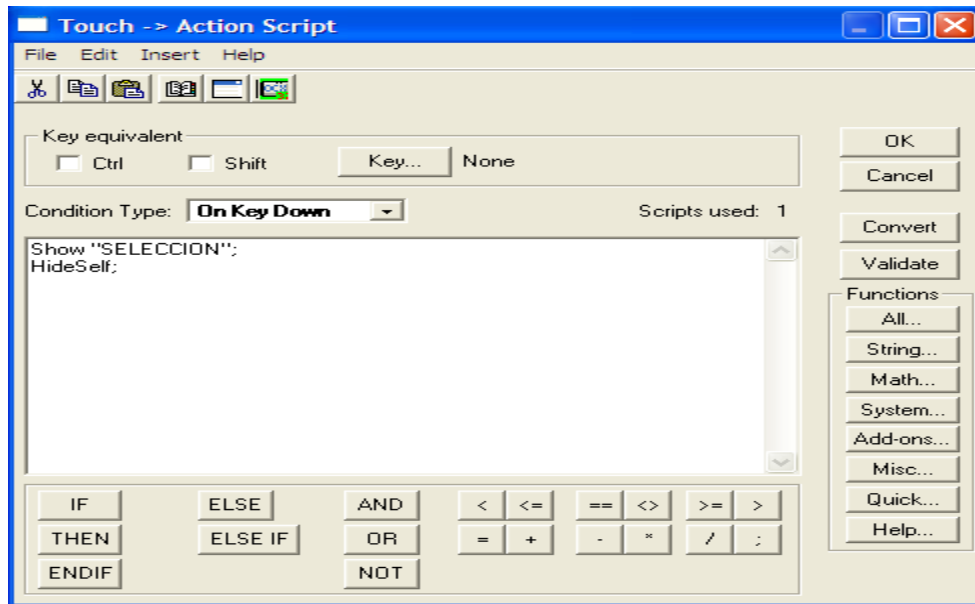 Touch -> Action Script
File Edit Insert Help
Key equivalent
Ctrl Shift Key... None
OK
Cancel
Condition Type: On Key Down Scripts used: 1
Convert
Validate
Show "SELECCION";
HideSelf;
Functions
All...
String...
Math...
System...
Add-ons...
Misc...
Quick...
Help...
IF ELSE AND < <= == <> >= >
THEN ELSE IF OR = + - * / ;
ENDIF NOT